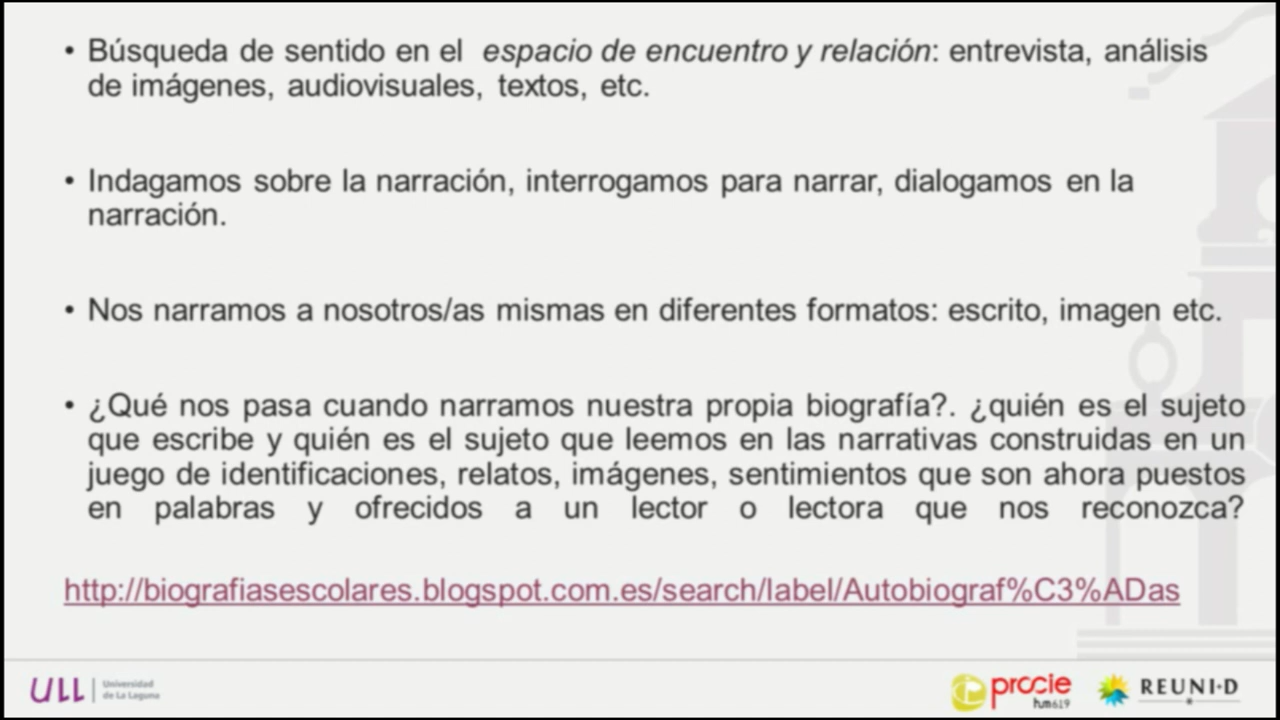 • Búsqueda de sentido en el espacio de encuentro y relación: entrevista, análisis
de imágenes, audiovisuales, textos, etc.
• Indagamos sobre la narración, interrogamos para narrar, dialogamos en la
narración.
• Nos narramos a nosotros/as mismas en diferentes formatos: escrito, imagen etc.
• ¿Qué nos pasa cuando narramos nuestra propia biografía?. ¿quién es el sujeto
que escribe y quién es el sujeto que leemos en las narrativas construidas en un
juego de identificaciones, relatos, imágenes, sentimientos que son ahora puestos
en palabras y ofrecidos a un lector o lectora que nos reconozca?
http://biografiasescolares.blogspot.com.es/search/label/Autobiograf%C3%ADas
ULL
Universidad
de La Laguna
procie
hum619
REUNI+D